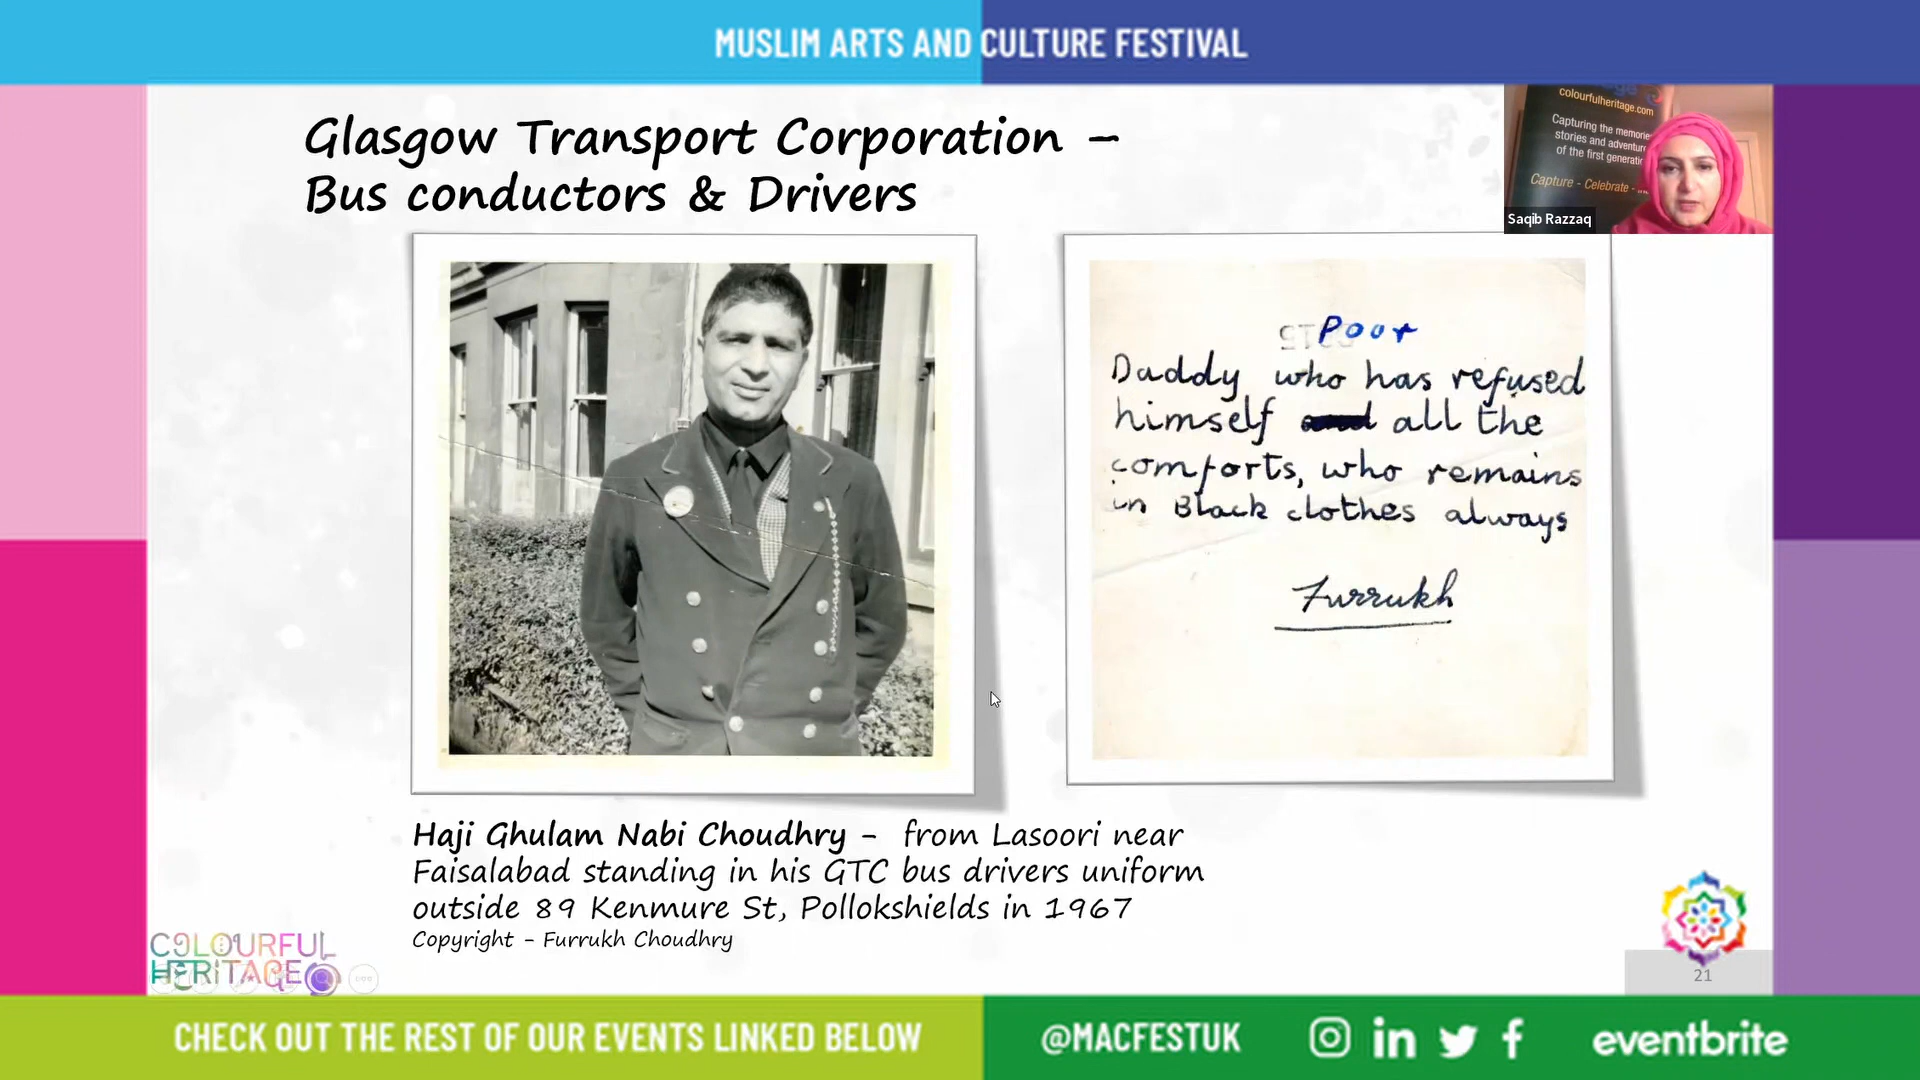 MUSLIM ARTS AND CULTURE FESTIVAL
Glasgow Transport Corporation –
Bus conductors & Drivers
colourfulheritage.com
Capturing the memories
stories and adventur
of the first generati
Capture - Celebrate -
Saqib Razzaq
Poor
Daddy who has refused
himself all the
comforts, who remains
in Black clothes always
Furrukh
Haji Ghulam Nabi Choudhry - from Lasoori near
Faisalabad standing in his GTC bus drivers uniform
outside 89 Kenmure St, Pollokshields in 1967
Copyright - Furrukh Choudhry
COLOURFUL
HERITAGE
21
CHECK OUT THE REST OF OUR EVENTS LINKED BELOW
@MACFESTUK
eventbrite